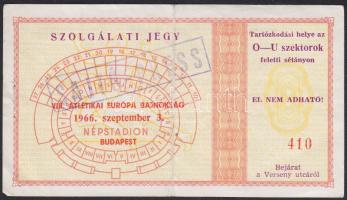 SZOLGÁLATI JEGY
VIII. ATLÉTIKAI EURÓPA BAJNOKSÁG
1966. szeptember 3.
NÉPSTADION
BUDAPEST
Tartózkodási helye az
O—U szektorok
feletti sétányon
EL NEM ADHATÓ!
410
Bejárat
a Verseny utcáról